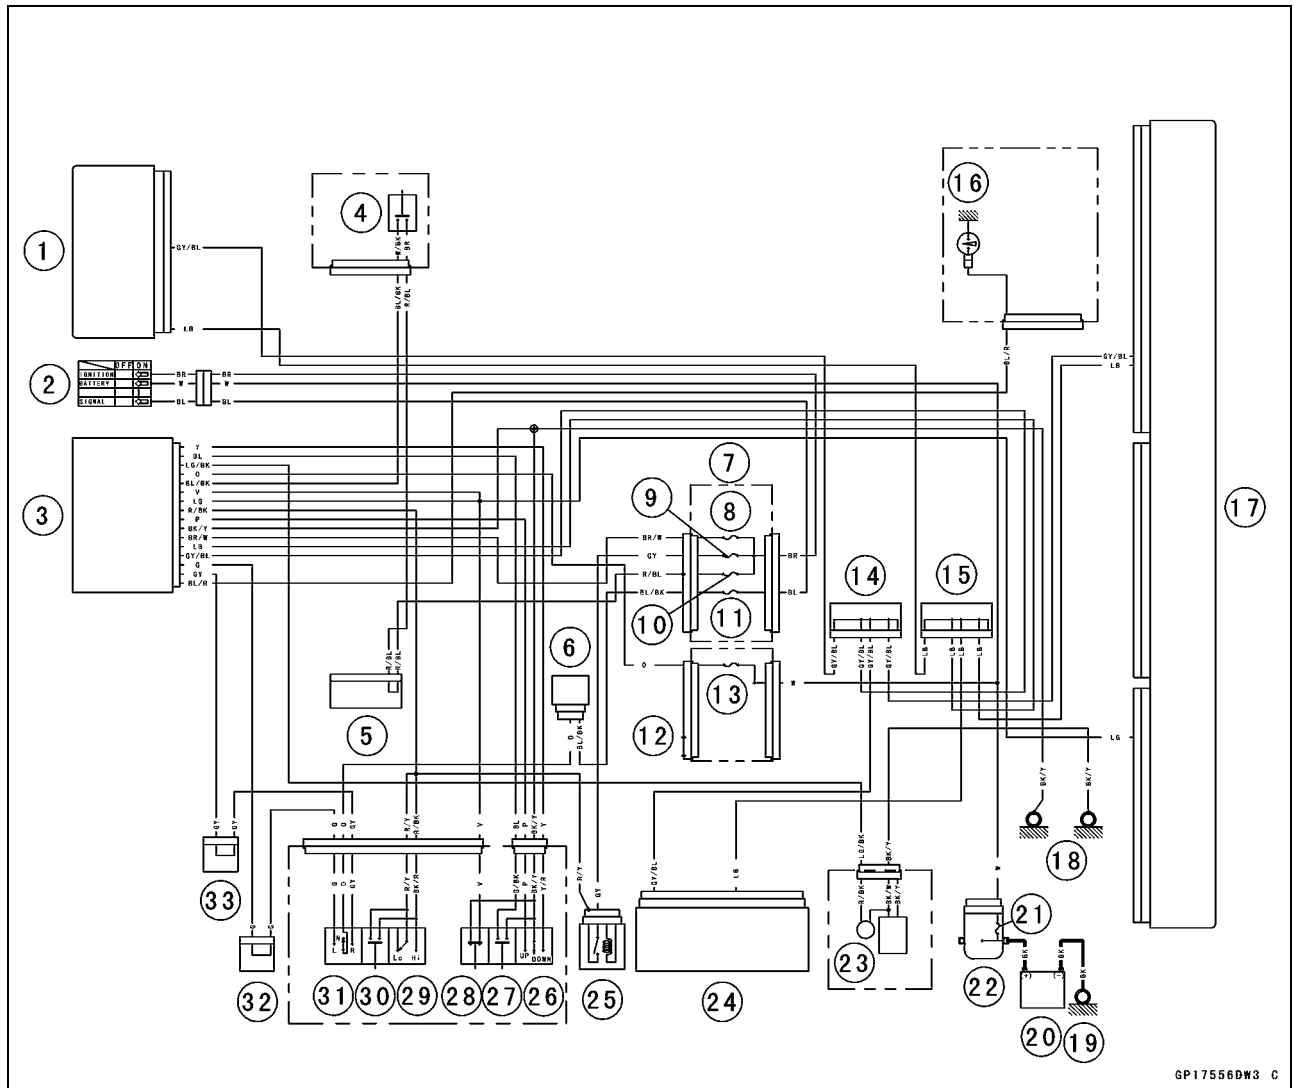 1
GY/BL
LB
2
OFF ON
IGNITION
BATTERY
SIGNAL
BR
W
BL
BR
W
BL
3
Y
BL
LG/BK
O
BL/BK
V
LG
R/BK
P
BK/Y
BR/W
LB
GY/BL
G
GY
BL/R
4
W/BK
BR
BL/BK
R/BL
16
BL/R
GY/BL
LB
17
LG
7
8
9
10
11
BR/W
GY
R/BL
BL/BK
BR
BL
12
13
O
W
14
15
GY/BL
GY/BL
GY/BL
GY/BL
LB
LB
LB
LB
5
R/BL
R/BL
6
O
BL/BK
BK/Y
BK/Y
18
33
GY
GY
32
G
G
G
O
GY
R/Y
R/BK
V
BL
P
BK/Y
Y
G
O
GY
R/Y
BK/R
V
G/BK
P
BK/Y
Y/R
N
L
R
Lo
Hi
UP
DOWN
31
30
29
28
27
26
R/Y
GY
25
GY/BL
LB
24
LG/BK
BK/Y
R/BK
BK/W
BK/Y
23
W
21
22
BK
BK
BK
(+)
(-)
20
19
GP17556DW3 C